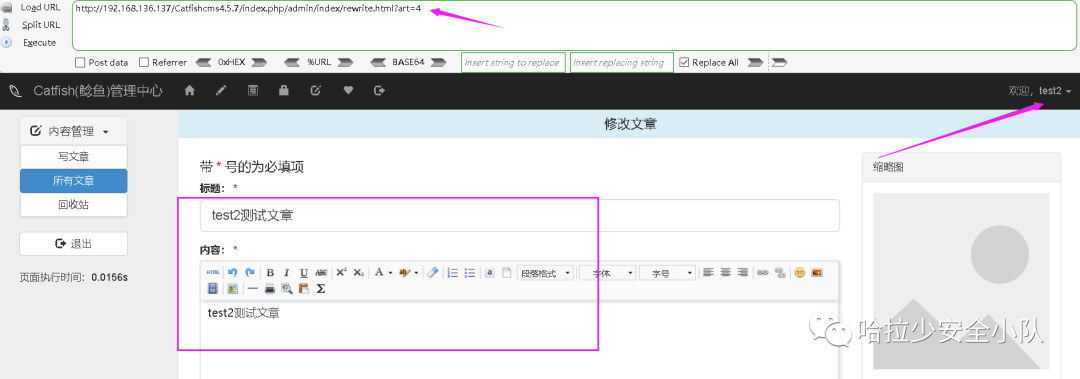 Load URL
http://192.168.136.137/Catfishcms4.5.7/index.php/admin/index/rewrite.html?art=4
Split URL
Execute
Post data Referrer 0xHEX %URL BASE64 Insert string to replace Insert replacing string Replace All
Catfish(鲶鱼)管理中心 欢迎, test2
修改文章
内容管理
写文章
所有文章
回收站
退出
页面执行时间: 0.0156s
带 * 号的为必填项
标题: *
test2测试文章
内容: *
HTML B I U ABC X² X₂ A ab 段落格式 字体 字号
Σ
test2测试文章
缩略图
哈拉少安全小队